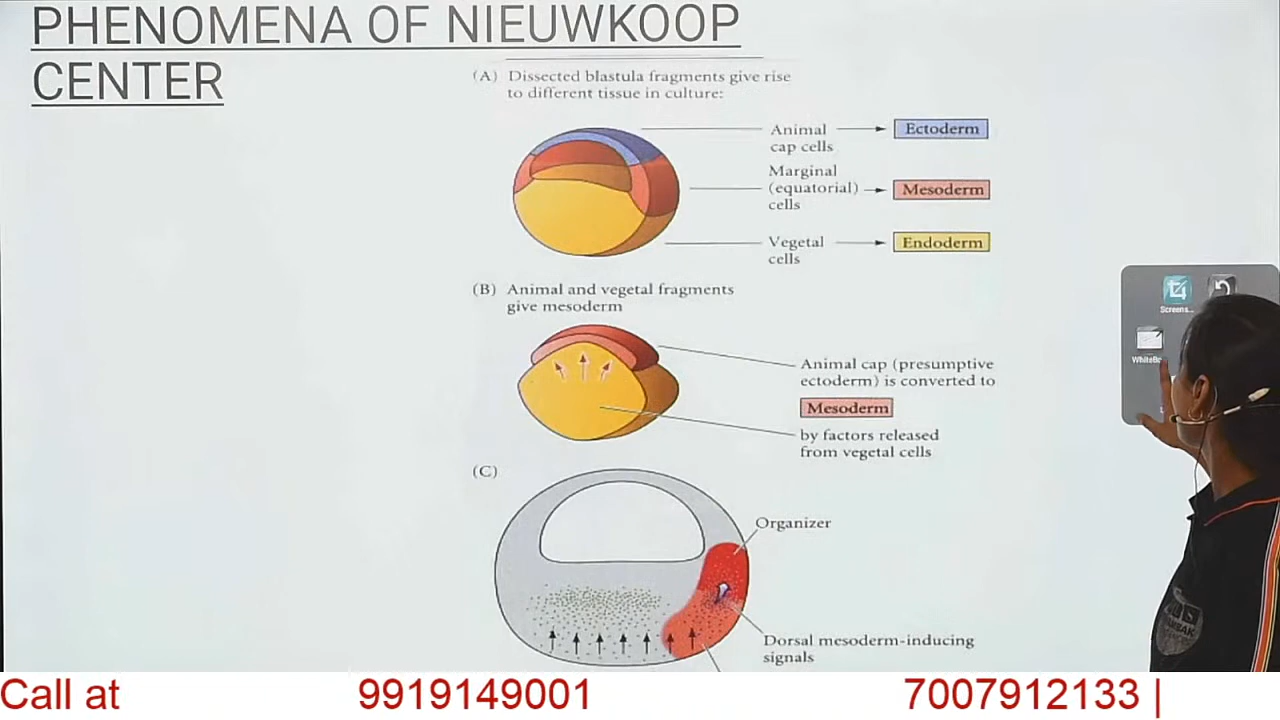 PHENOMENA OF NIEUWKOOP
CENTER
(A) Dissected blastula fragments give rise
to different tissue in culture:
Animal
cap cells
Ectoderm
Marginal
(equatorial)
cells
Mesoderm
Vegetal
cells
Endoderm
(B) Animal and vegetal fragments
give mesoderm
Animal cap (presumptive
ectoderm) is converted to
Mesoderm
by factors released
from vegetal cells
(C)
Organizer
Dorsal mesoderm-inducing
signals
Screens...
Call at 9919149001 7007912133 |